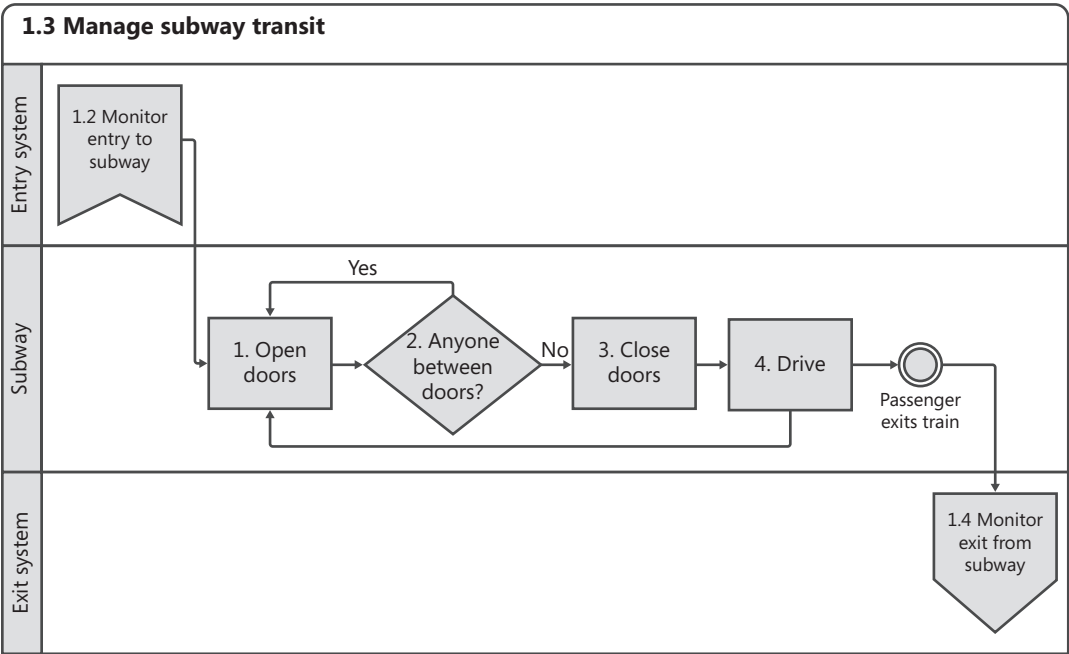 1.3 Manage subway transit
Entry system
1.2 Monitor
entry to
subway
Subway
Yes
1. Open
doors
2. Anyone
between
doors?
No
3. Close
doors
4. Drive
Passenger
exits train
Exit system
1.4 Monitor
exit from
subway